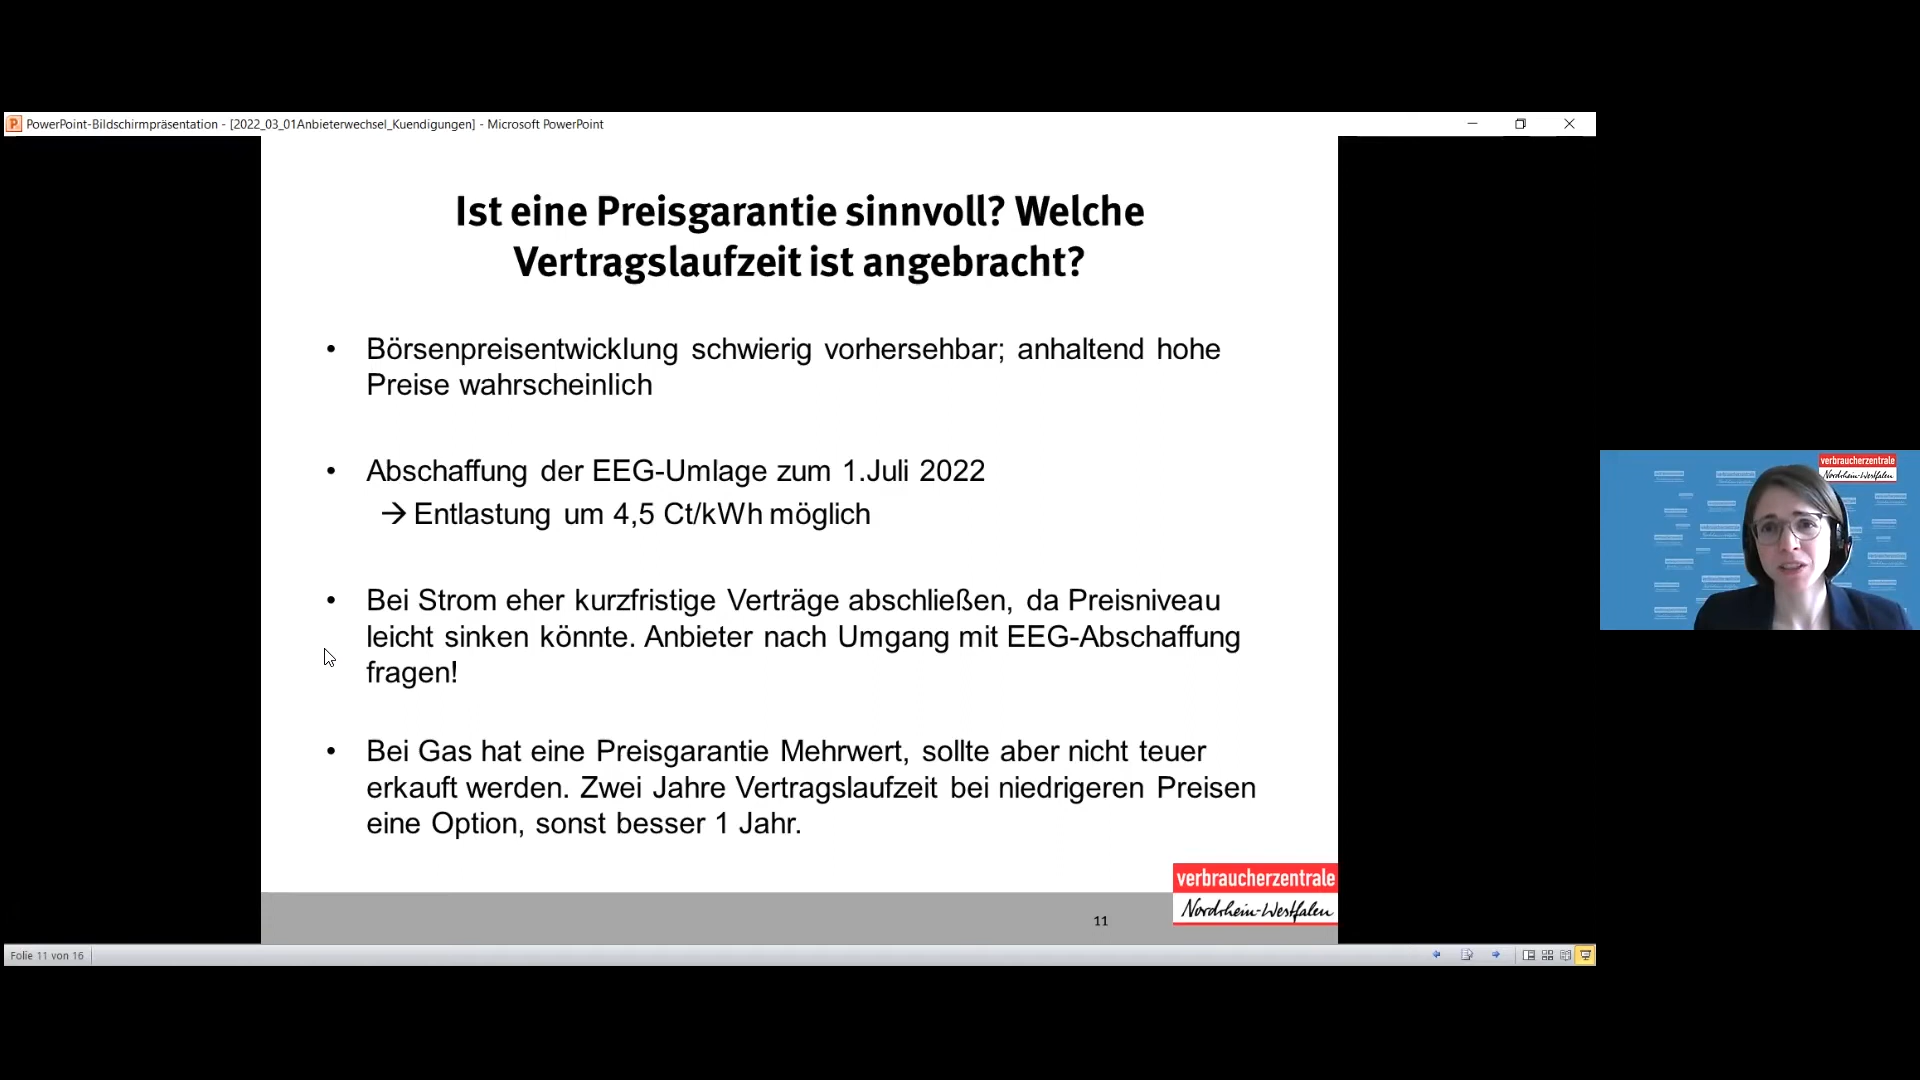 PowerPoint-Bildschirmpräsentation - [2022_03_01Anbieterwechsel_Kuendigungen] - Microsoft PowerPoint
Ist eine Preisgarantie sinnvoll? Welche
Vertragslaufzeit ist angebracht?
• Börsenpreisentwicklung schwierig vorhersehbar; anhaltend hohe
Preise wahrscheinlich
• Abschaffung der EEG-Umlage zum 1.Juli 2022
→ Entlastung um 4,5 Ct/kWh möglich
• Bei Strom eher kurzfristige Verträge abschließen, da Preisniveau
leicht sinken könnte. Anbieter nach Umgang mit EEG-Abschaffung
fragen!
• Bei Gas hat eine Preisgarantie Mehrwert, sollte aber nicht teuer
erkauft werden. Zwei Jahre Vertragslaufzeit bei niedrigeren Preisen
eine Option, sonst besser 1 Jahr.
verbraucherzentrale
Nordrhein-Westfalen
11
Folie 11 von 16
verbraucherzentrale
Nordrhein-Westfalen